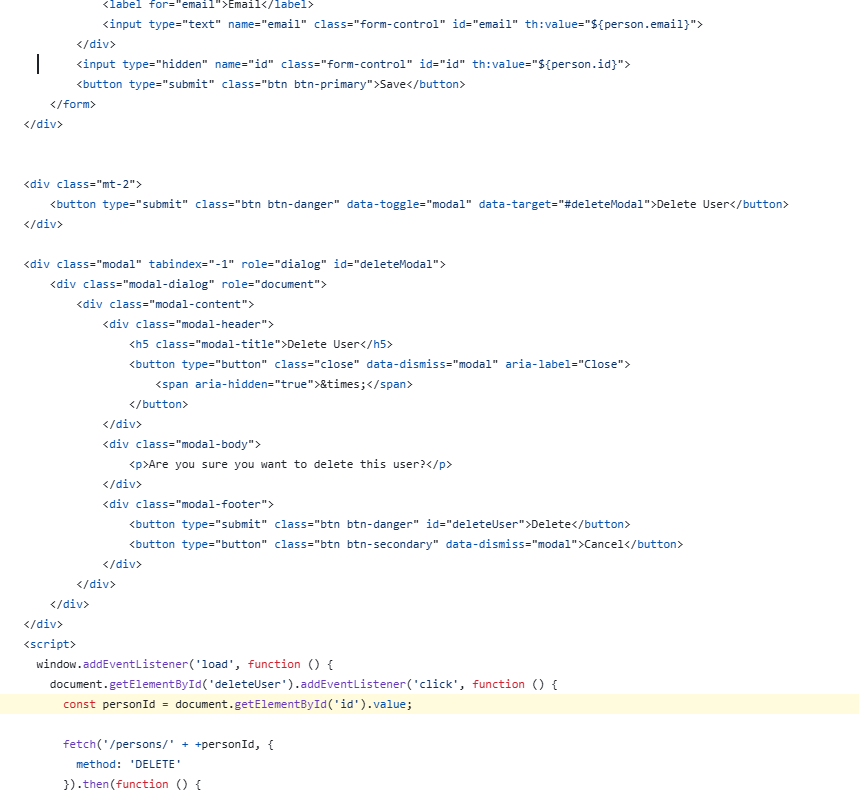 <label for="email">Email</label>
<input type="text" name="email" class="form-control" id="email" th:value="${person.email}">
</div>
<input type="hidden" name="id" class="form-control" id="id" th:value="${person.id}">
<button type="submit" class="btn btn-primary">Save</button>
</form>
</div>
<div class="mt-2">
<button type="submit" class="btn btn-danger" data-toggle="modal" data-target="#deleteModal">Delete User</button>
</div>
<div class="modal" tabindex="-1" role="dialog" id="deleteModal">
<div class="modal-dialog" role="document">
<div class="modal-content">
<div class="modal-header">
<h5 class="modal-title">Delete User</h5>
<button type="button" class="close" data-dismiss="modal" aria-label="Close">
<span aria-hidden="true">&times;</span>
</button>
</div>
<div class="modal-body">
<p>Are you sure you want to delete this user?</p>
</div>
<div class="modal-footer">
<button type="submit" class="btn btn-danger" id="deleteUser">Delete</button>
<button type="button" class="btn btn-secondary" data-dismiss="modal">Cancel</button>
</div>
</div>
</div>
</div>
<script>
window.addEventListener('load', function () {
document.getElementById('deleteUser').addEventListener('click', function () {
const personId = document.getElementById('id').value;
fetch('/persons/' + +personId, {
method: 'DELETE'
}).then(function () {